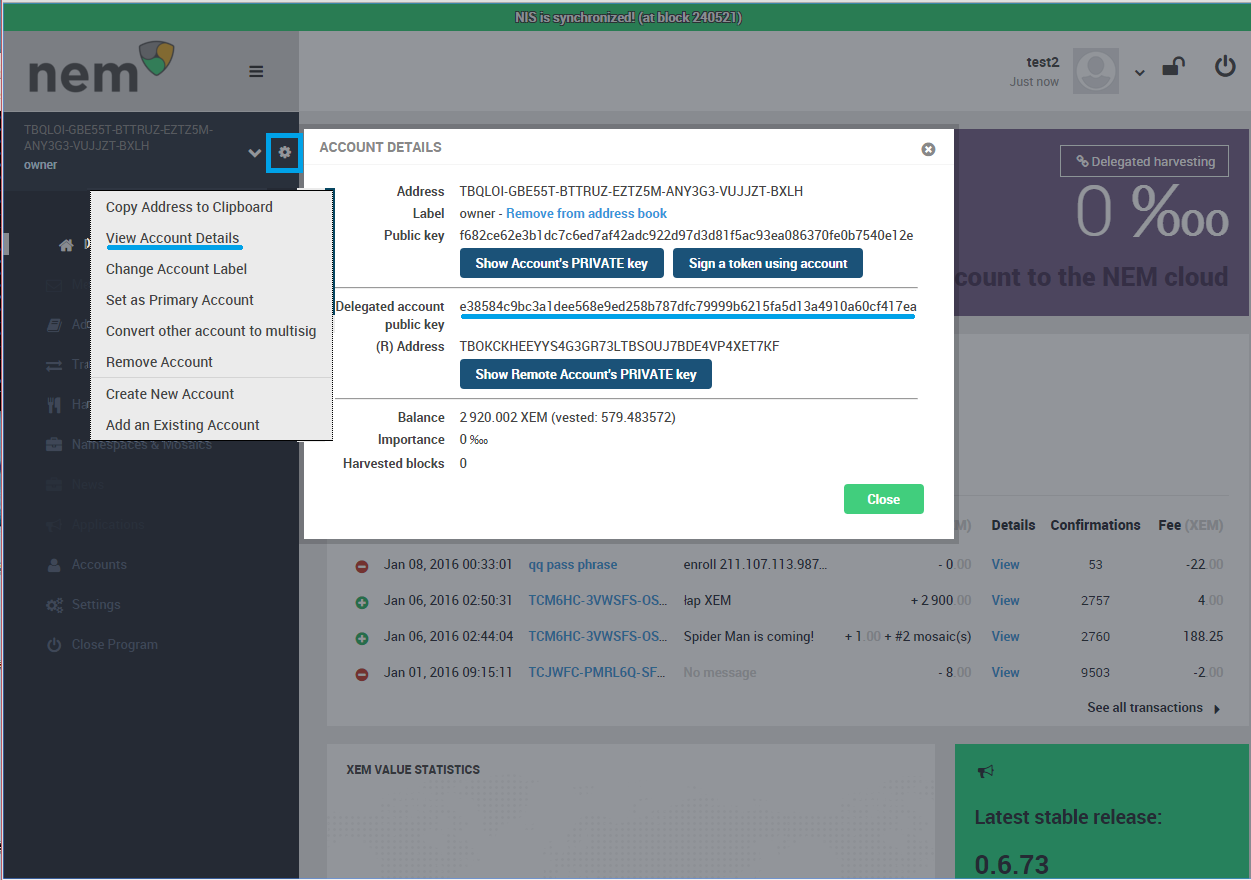 NIS is synchronized! (at block 240521)
nem
test2
Just now
TBQLOI-GBE55T-BTTRUZ-EZTZ5M-
ANY3G3-VUJJZT-BXLH
owner
Copy Address to Clipboard
View Account Details
Change Account Label
Set as Primary Account
Convert other account to multisig
Remove Account
Create New Account
Add an Existing Account
Namespaces & Mosaics
News
Applications
Accounts
Settings
Close Program
ACCOUNT DETAILS
Address TBQLOI-GBE55T-BTTRUZ-EZTZ5M-ANY3G3-VUJJZT-BXLH
Label owner - Remove from address book
Public key f682ce62e3b1dc7c6ed7af42adc922d97d3d81f5ac93ea086370fe0b7540e12e
Show Account's PRIVATE key Sign a token using account
Delegated account e38584c9bc3a1dee568e9ed258b787dfc79999b6215fa5d13a4910a60cf417ea
public key
(R) Address TBOKCKHEEYYS4G3GR73LTBSOUJ7BDE4VP4XET7KF
Show Remote Account's PRIVATE key
Balance 2 920.002 XEM (vested: 579.483572)
Importance 0 ‱
Harvested blocks 0
Close
Delegated harvesting
0 ‱
count to the NEM cloud
Details Confirmations Fee (XEM)
Jan 08, 2016 00:33:01 qq pass phrase enroll 211.107.113.987... - 0.00 View 53 -22.00
Jan 06, 2016 02:50:31 TCM6HC-3VWSFS-OS... łap XEM + 2 900.00 View 2757 4.00
Jan 06, 2016 02:44:04 TCM6HC-3VWSFS-OS... Spider Man is coming! + 1.00 + #2 mosaic(s) View 2760 188.25
Jan 01, 2016 09:15:11 TCJWFC-PMRL6Q-SF... No message - 8.00 View 9503 -2.00
See all transactions
XEM VALUE STATISTICS
Latest stable release:
0.6.73